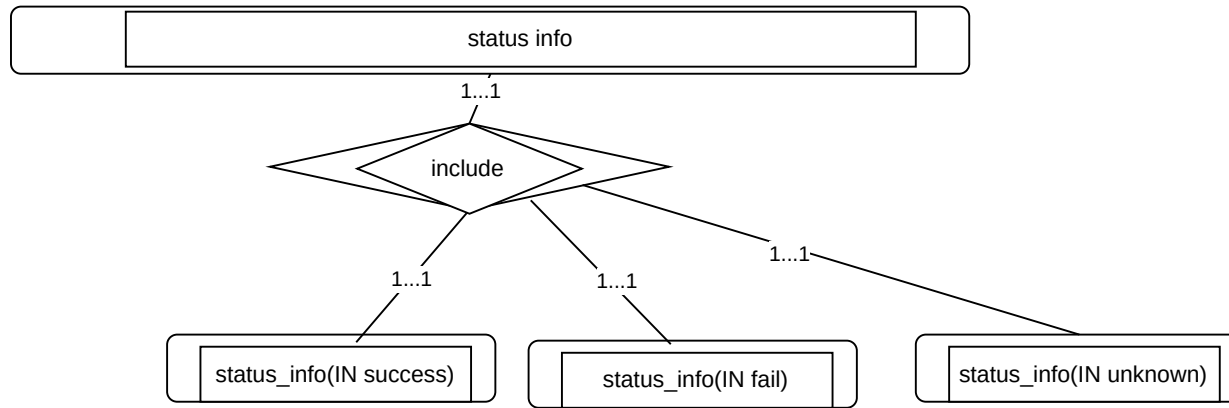 status info
1...1
include
1...1
1...1
1...1
status_info(IN success)
status_info(IN fail)
status_info(IN unknown)